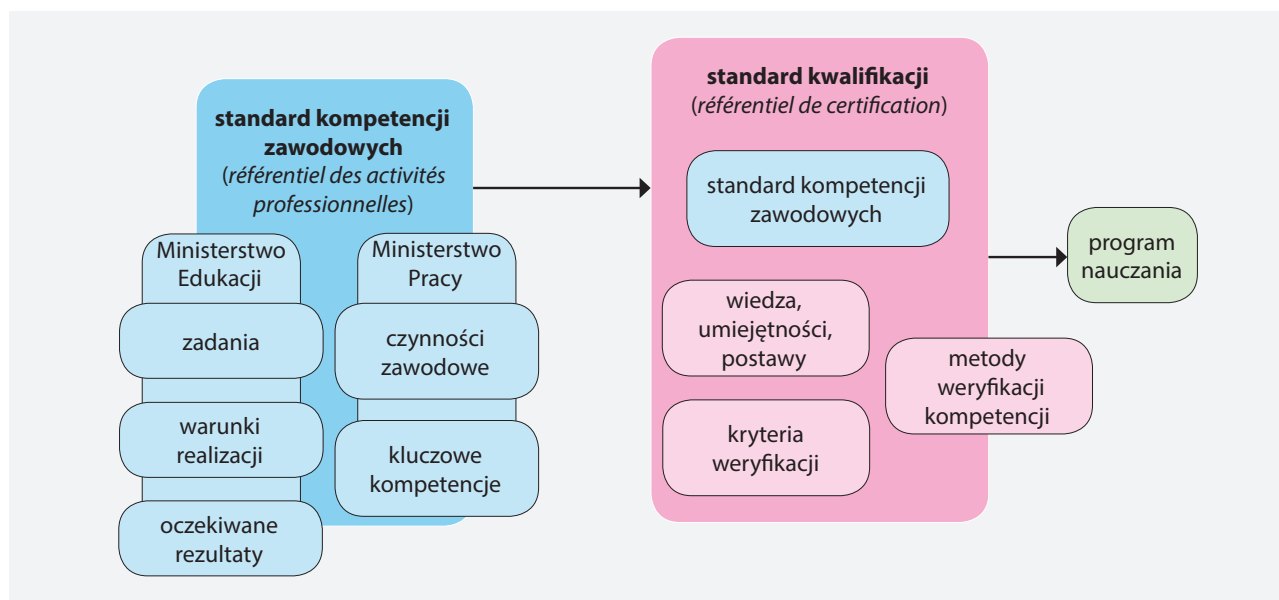 standard kompetencji
zawodowych
(référentiel des activités
professionnelles)
Ministerstwo
Edukacji
zadania
warunki
realizacji
oczekiwane
rezultaty
Ministerstwo
Pracy
czynności
zawodowe
kluczowe
kompetencje
standard kwalifikacji
(référentiel de certification)
standard kompetencji
zawodowych
wiedza,
umiejętności,
postawy
kryteria
weryfikacji
metody
weryfikacji
kompetencji
program
nauczania